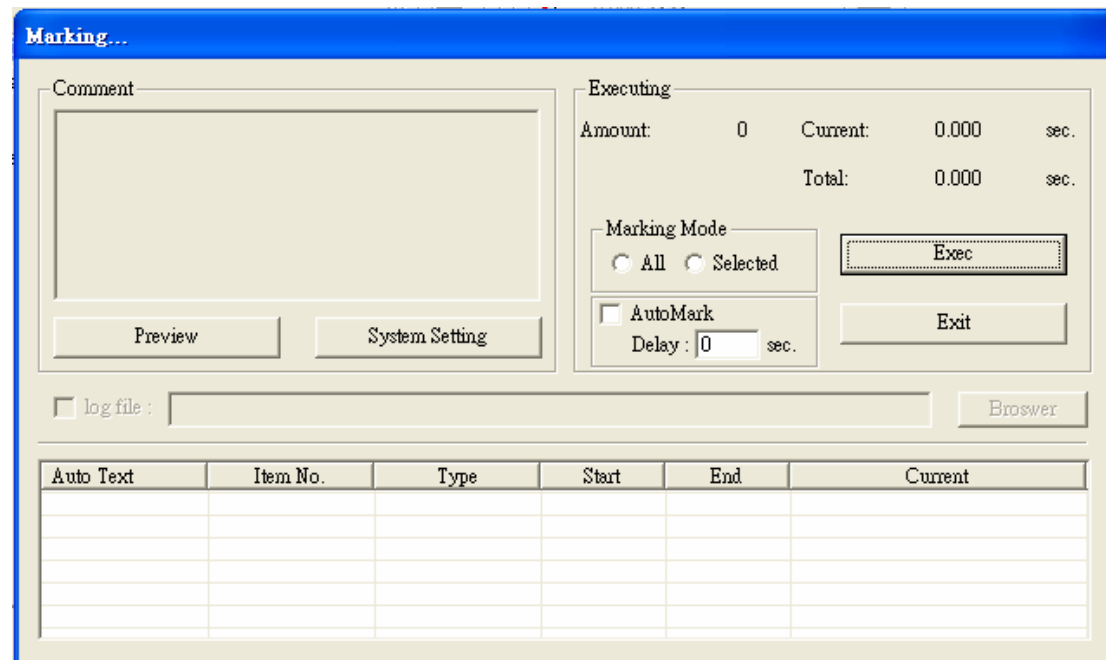 Marking...
Comment
Executing
Amount: 0 Current: 0.000 sec.
Total: 0.000 sec.
Marking Mode
All Selected
Exec
AutoMark
Delay : 0 sec.
Exit
Preview System Setting
log file : Broswer
Auto Text Item No. Type Start End Current